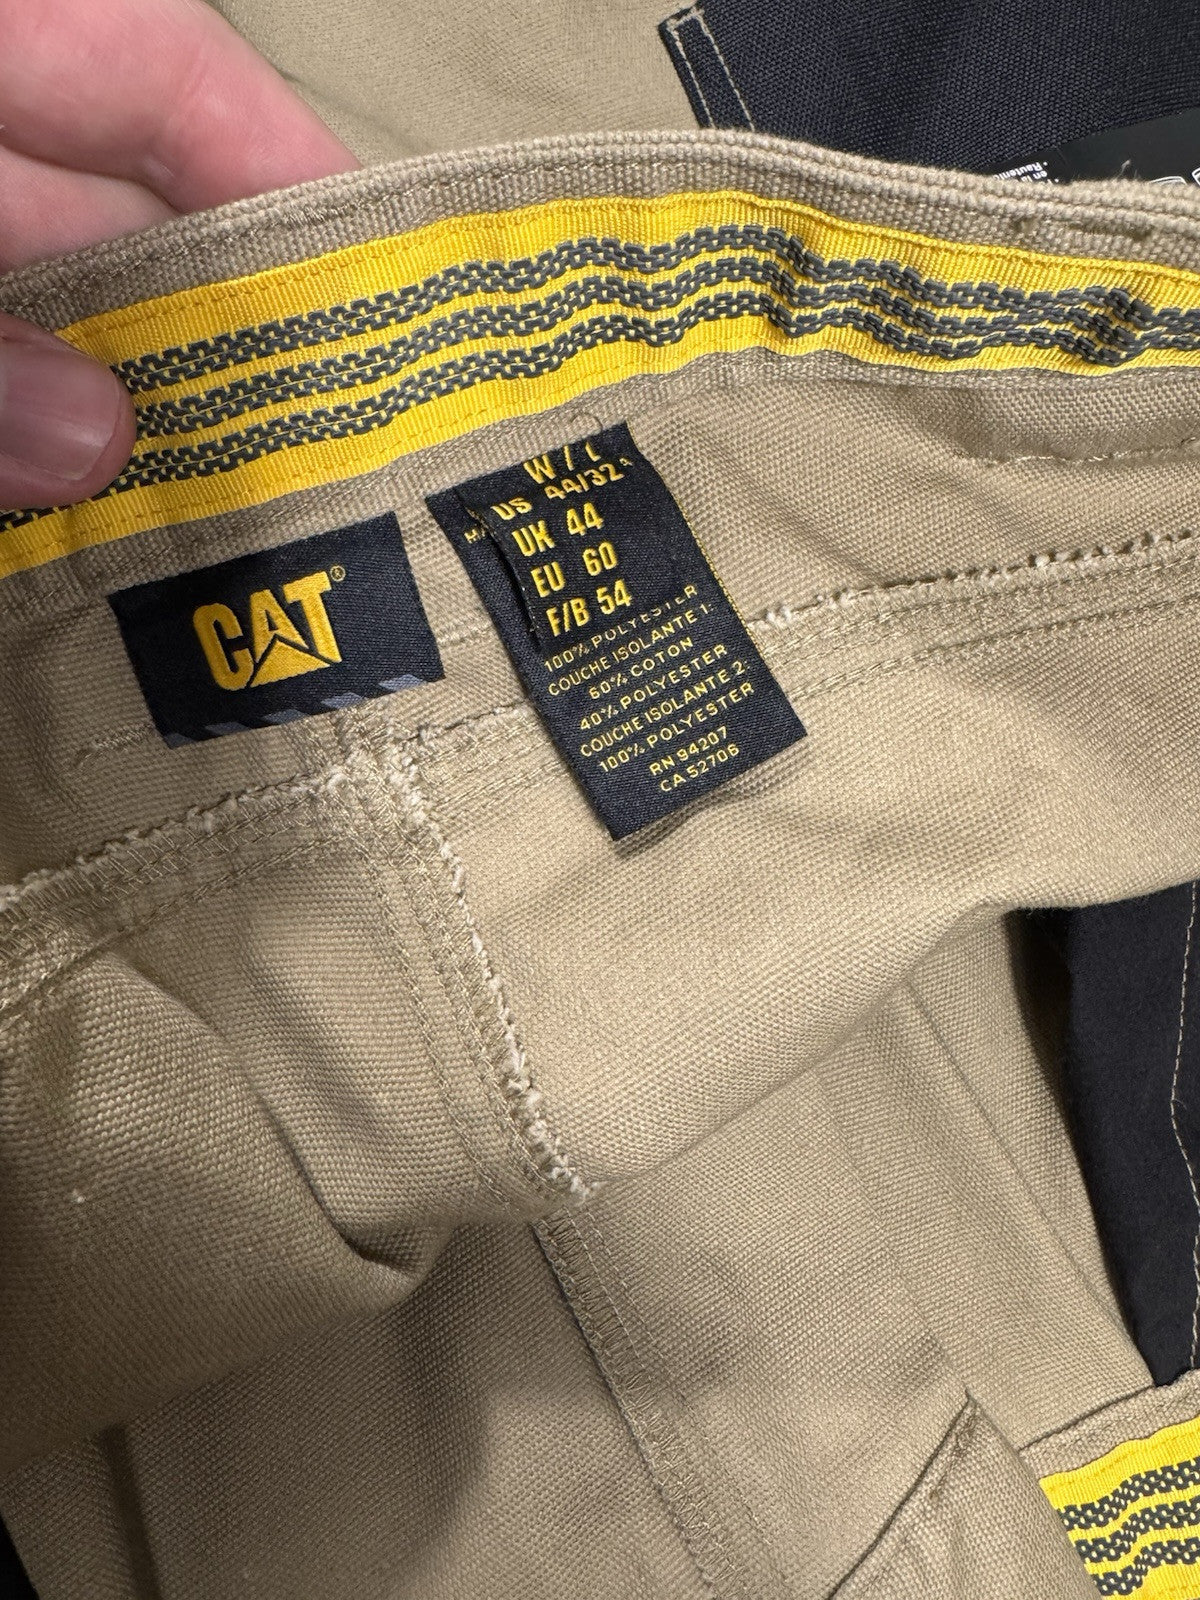 CAT®
W / L
US 44/32
UK 44
EU 60
F/B 54
100% POLYESTER
COUCHE ISOLANTE 1:
60% COTON
40% POLYESTER
COUCHE ISOLANTE 2:
100% POLYESTER
RN 94207
CA 52706